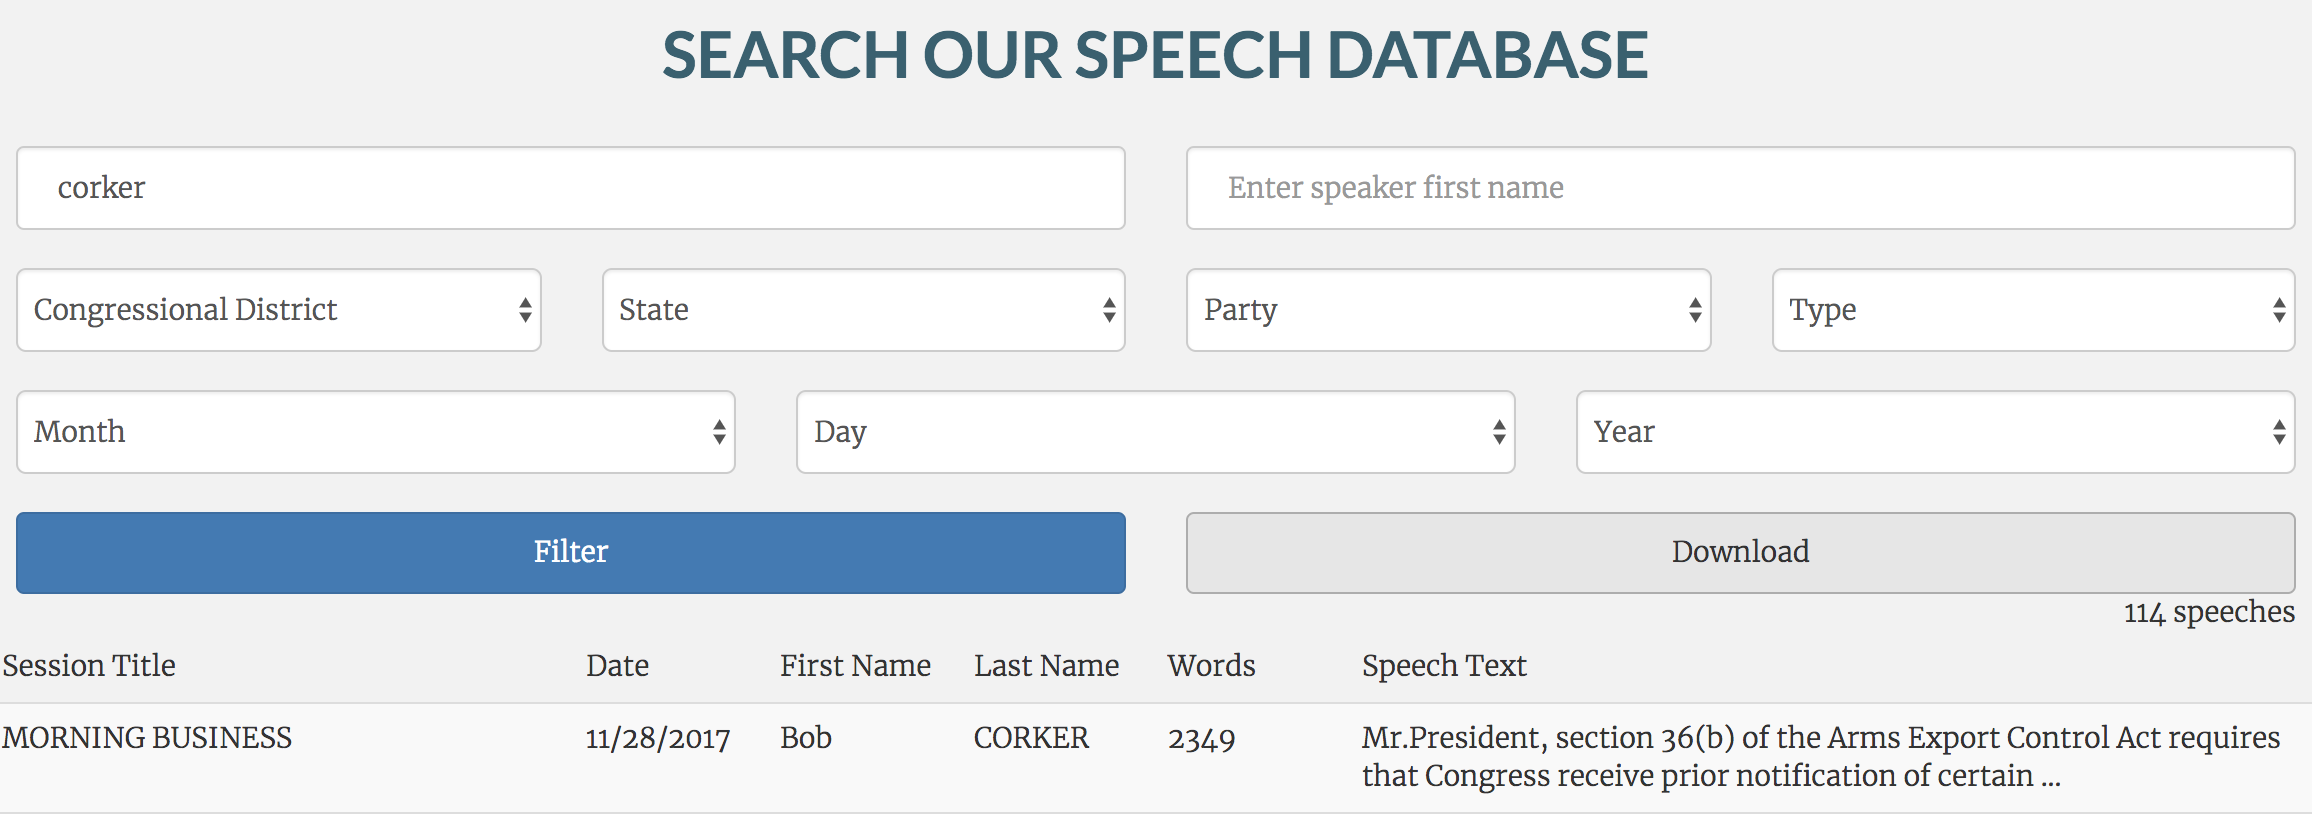 SEARCH OUR SPEECH DATABASE
corker Enter speaker first name
Congressional District State Party Type
Month Day Year
Filter Download
114 speeches
Session Title Date First Name Last Name Words Speech Text
MORNING BUSINESS 11/28/2017 Bob CORKER 2349 Mr.President, section 36(b) of the Arms Export Control Act requires
that Congress receive prior notification of certain ...